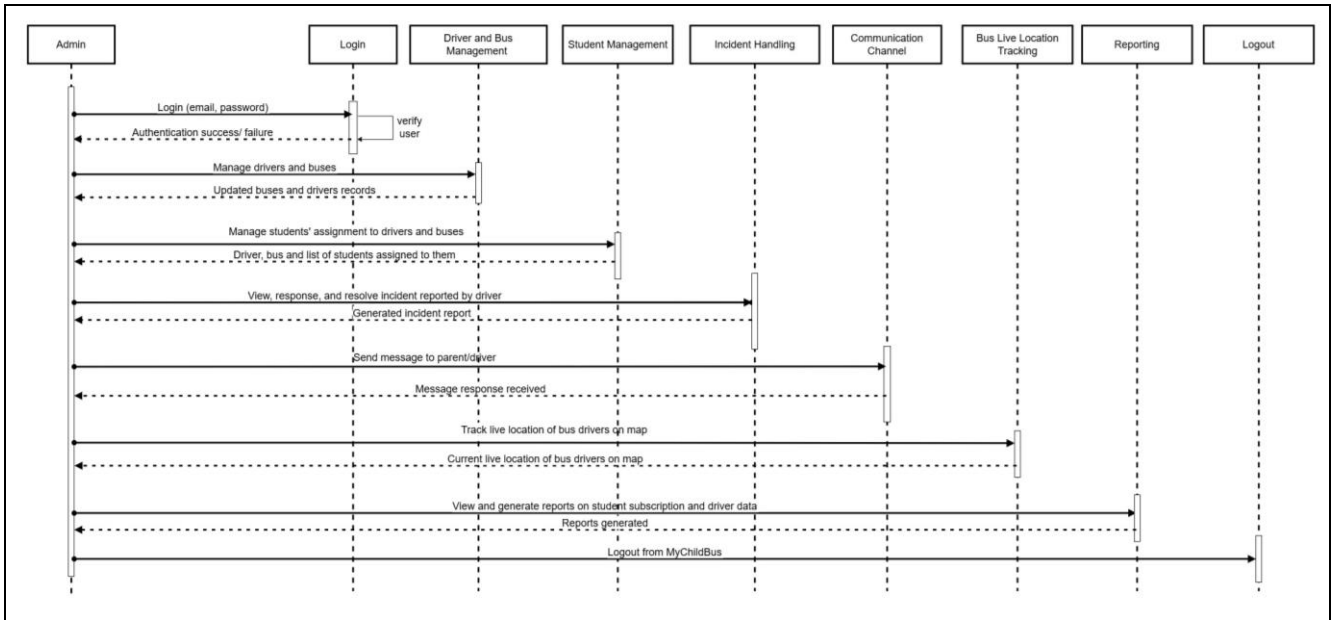 Admin
Login
Driver and Bus
Management
Student Management
Incident Handling
Communication
Channel
Bus Live Location
Tracking
Reporting
Logout
Login (email, password)
verify
user
Authentication success/ failure
Manage drivers and buses
Updated buses and drivers records
Manage students' assignment to drivers and buses
Driver, bus and list of students assigned to them
View, response, and resolve incident reported by driver
Generated incident report
Send message to parent/driver
Message response received
Track live location of bus drivers on map
Current live location of bus drivers on map
View and generate reports on student subscription and driver data
Reports generated
Logout from MyChildBus